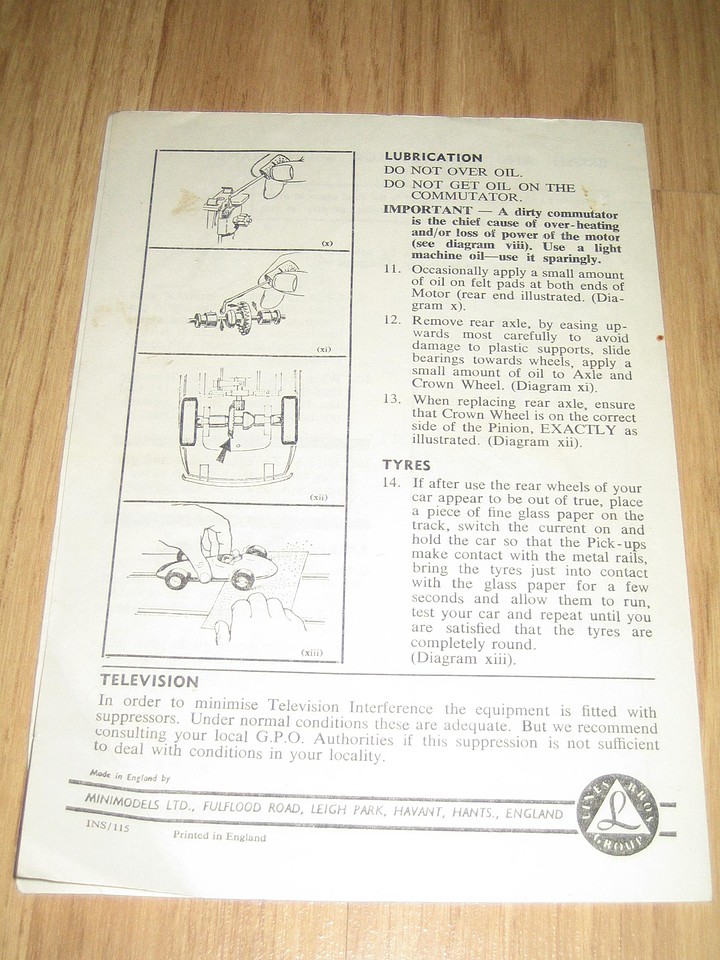 (x)
(xi)
(xii)
(xiii)
LUBRICATION
DO NOT OVER OIL.
DO NOT GET OIL ON THE
COMMUTATOR.
IMPORTANT — A dirty commutator
is the chief cause of over-heating
and/or loss of power of the motor
(see diagram viii). Use a light
machine oil—use it sparingly.
11. Occasionally apply a small amount
of oil on felt pads at both ends of
Motor (rear end illustrated. (Dia-
gram x).
12. Remove rear axle, by easing up-
wards most carefully to avoid
damage to plastic supports, slide
bearings towards wheels, apply a
small amount of oil to Axle and
Crown Wheel. (Diagram xi).
13. When replacing rear axle, ensure
that Crown Wheel is on the correct
side of the Pinion, EXACTLY as
illustrated. (Diagram xii).
TYRES
14. If after use the rear wheels of your
car appear to be out of true, place
a piece of fine glass paper on the
track, switch the current on and
hold the car so that the Pick-ups
make contact with the metal rails,
bring the tyres just into contact
with the glass paper for a few
seconds and allow them to run,
test your car and repeat until you
are satisfied that the tyres are
completely round.
(Diagram xiii).
TELEVISION
In order to minimise Television Interference the equipment is fitted with
suppressors. Under normal conditions these are adequate. But we recommend
consulting your local G.P.O. Authorities if this suppression is not sufficient
to deal with conditions in your locality.
Made in England by
MINIMODELS LTD., FULFLOOD ROAD, LEIGH PARK, HAVANT, HANTS., ENGLAND
LINES BROS
L
GROUP
INS/115 Printed in England